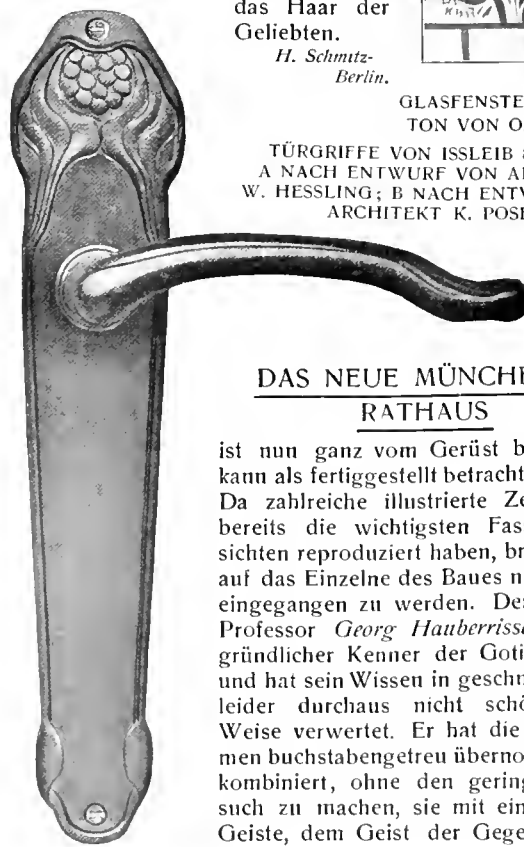 das Haar der
Geliebten.
H. Schmitz-
Berlin.
GLASFENSTE
TON VON O
TÜRGRIFFE VON ISSLEIB
A NACH ENTWURF VON A
W. HESSLING; B NACH ENTV
ARCHITEKT K. POSE
DAS NEUE MÜNCHE
RATHAUS
ist nun ganz vom Gerüst b
kann als fertiggestellt betracht
Da zahlreiche illustrierte Ze
bereits die wichtigsten Fas
sichten reproduziert haben, br
auf das Einzelne des Baues n
eingegangen zu werden. De
Professor Georg Hauberrisse
gründlicher Kenner der Goti
und hat sein Wissen in geschm
leider durchaus nicht schö
Weise verwertet. Er hat die
men buchstabengetreu überno
kombiniert, ohne den gering
such zu machen, sie mit ein
Geiste, dem Geist der Gege